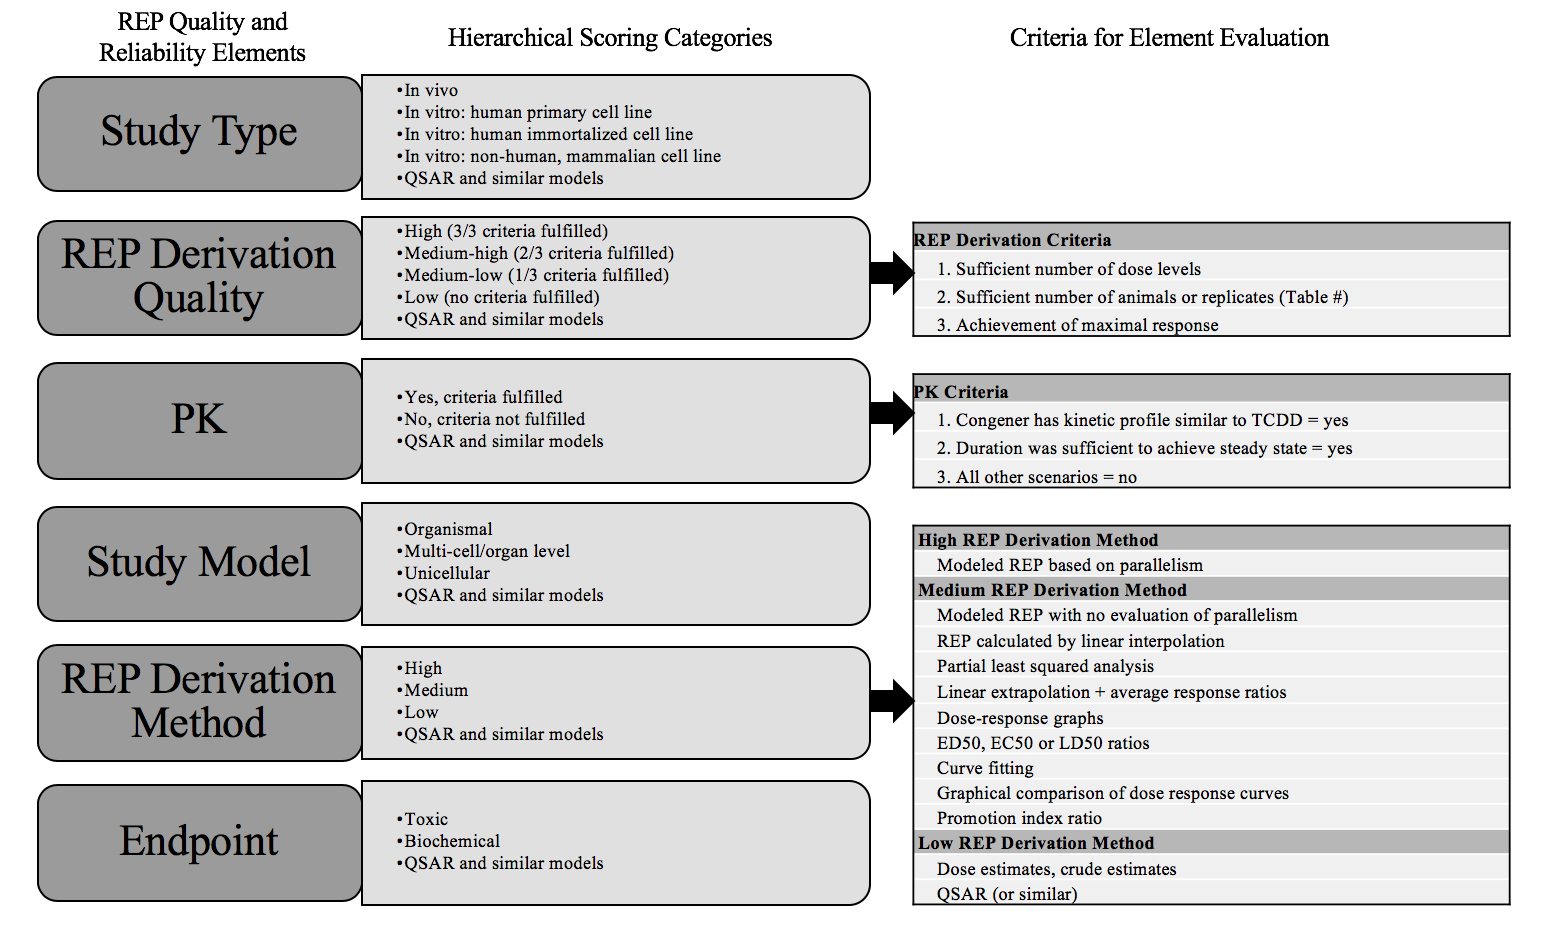 REP Quality and
Reliability Elements
Hierarchical Scoring Categories
Criteria for Element Evaluation
Study Type
•In vivo
•In vitro: human primary cell line
•In vitro: human immortalized cell line
•In vitro: non-human, mammalian cell line
•QSAR and similar models
REP Derivation
Quality
•High (3/3 criteria fulfilled)
•Medium-high (2/3 criteria fulfilled)
•Medium-low (1/3 criteria fulfilled)
•Low (no criteria fulfilled)
•QSAR and similar models
REP Derivation Criteria
1. Sufficient number of dose levels
2. Sufficient number of animals or replicates (Table #)
3. Achievement of maximal response
PK
•Yes, criteria fulfilled
•No, criteria not fulfilled
•QSAR and similar models
PK Criteria
1. Congener has kinetic profile similar to TCDD = yes
2. Duration was sufficient to achieve steady state = yes
3. All other scenarios = no
Study Model
•Organismal
•Multi-cell/organ level
•Unicellular
•QSAR and similar models
REP Derivation
Method
•High
•Medium
•Low
•QSAR and similar models
High REP Derivation Method
Modeled REP based on parallelism
Medium REP Derivation Method
Modeled REP with no evaluation of parallelism
REP calculated by linear interpolation
Partial least squared analysis
Linear extrapolation + average response ratios
Dose-response graphs
ED50, EC50 or LD50 ratios
Curve fitting
Graphical comparison of dose response curves
Promotion index ratio
Low REP Derivation Method
Dose estimates, crude estimates
QSAR (or similar)
Endpoint
•Toxic
•Biochemical
•QSAR and similar models